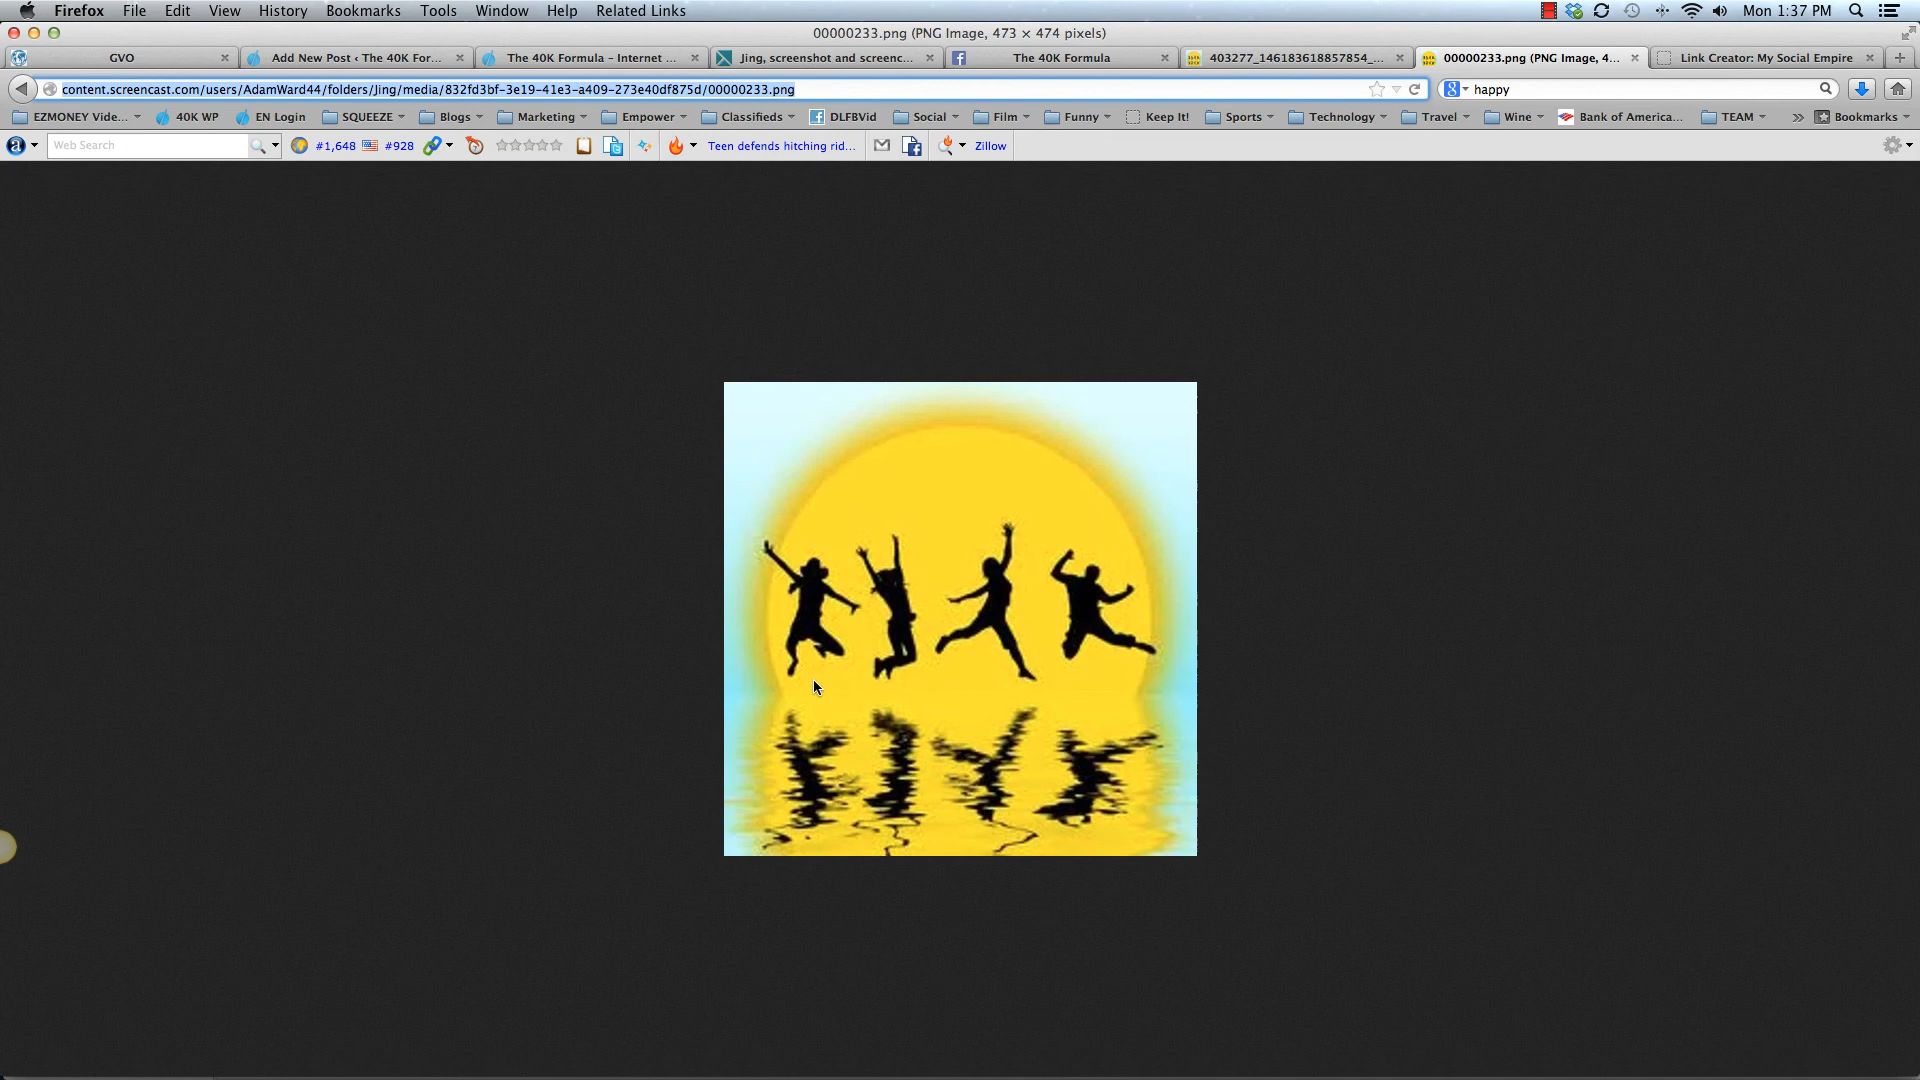 Firefox File Edit View History Bookmarks Tools Window Help Related Links Mon 1:37 PM
00000233.png (PNG Image, 473 × 474 pixels)
GVO Add New Post ‹ The 40K For... The 40K Formula – Internet ... Jing, screenshot and screenc... The 40K Formula 403277_146183618857854_... 00000233.png (PNG Image, 4... Link Creator: My Social Empire
content.screencast.com/users/AdamWard44/folders/Jing/media/832fd3bf-3e19-41e3-a409-273e40df875d/00000233.png happy
EZMONEY Vide... 40K WP EN Login SQUEEZE Blogs Marketing Empower Classifieds DLFBVid Social Film Funny Keep It! Sports Technology Travel Wine Bank of America... TEAM » Bookmarks
Web Search #1,648 #928 Teen defends hitching rid... Zillow